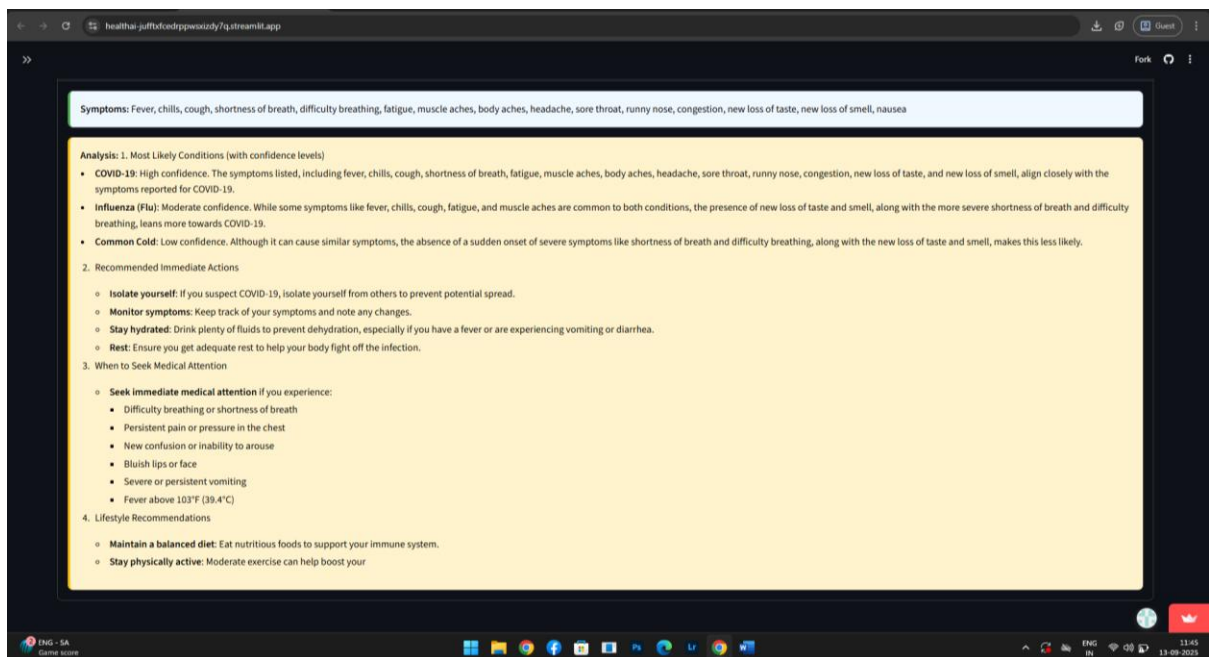 healthai-jufftxfcedrppwsxizdy7q.streamlit.app
Guest
Fork
Symptoms: Fever, chills, cough, shortness of breath, difficulty breathing, fatigue, muscle aches, body aches, headache, sore throat, runny nose, congestion, new loss of taste, new loss of smell, nausea
Analysis: 1. Most Likely Conditions (with confidence levels)
• COVID-19: High confidence. The symptoms listed, including fever, chills, cough, shortness of breath, fatigue, muscle aches, body aches, headache, sore throat, runny nose, congestion, new loss of taste, and new loss of smell, align closely with the
symptoms reported for COVID-19.
• Influenza (Flu): Moderate confidence. While some symptoms like fever, chills, cough, fatigue, and muscle aches are common to both conditions, the presence of new loss of taste and smell, along with the more severe shortness of breath and difficulty
breathing, leans more towards COVID-19.
• Common Cold: Low confidence. Although it can cause similar symptoms, the absence of a sudden onset of severe symptoms like shortness of breath and difficulty breathing, along with the new loss of taste and smell, makes this less likely.
2. Recommended Immediate Actions
◦ Isolate yourself: If you suspect COVID-19, isolate yourself from others to prevent potential spread.
◦ Monitor symptoms: Keep track of your symptoms and note any changes.
◦ Stay hydrated: Drink plenty of fluids to prevent dehydration, especially if you have a fever or are experiencing vomiting or diarrhea.
◦ Rest: Ensure you get adequate rest to help your body fight off the infection.
3. When to Seek Medical Attention
◦ Seek immediate medical attention if you experience:
▪ Difficulty breathing or shortness of breath
▪ Persistent pain or pressure in the chest
▪ New confusion or inability to arouse
▪ Bluish lips or face
▪ Severe or persistent vomiting
▪ Fever above 103°F (39.4°C)
4. Lifestyle Recommendations
◦ Maintain a balanced diet: Eat nutritious foods to support your immune system.
◦ Stay physically active: Moderate exercise can help boost your
2
ENG - SA
Game score
Ps
Lr
W
ENG
IN
11:45
13-09-2025